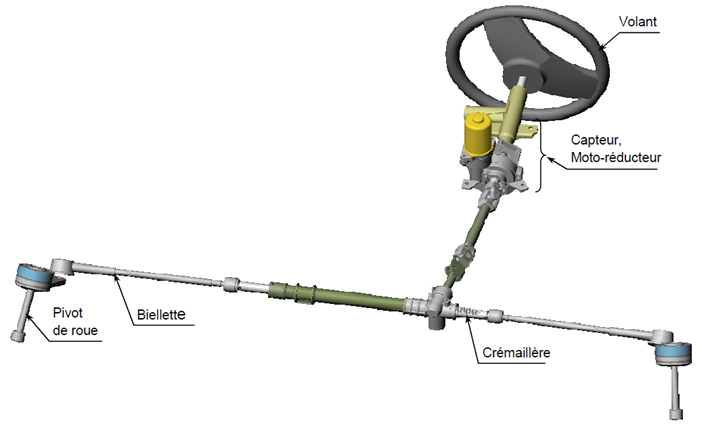 Volant
Capteur,
Moto-réducteur
Pivot
de roue
Biellette
Crémaillère